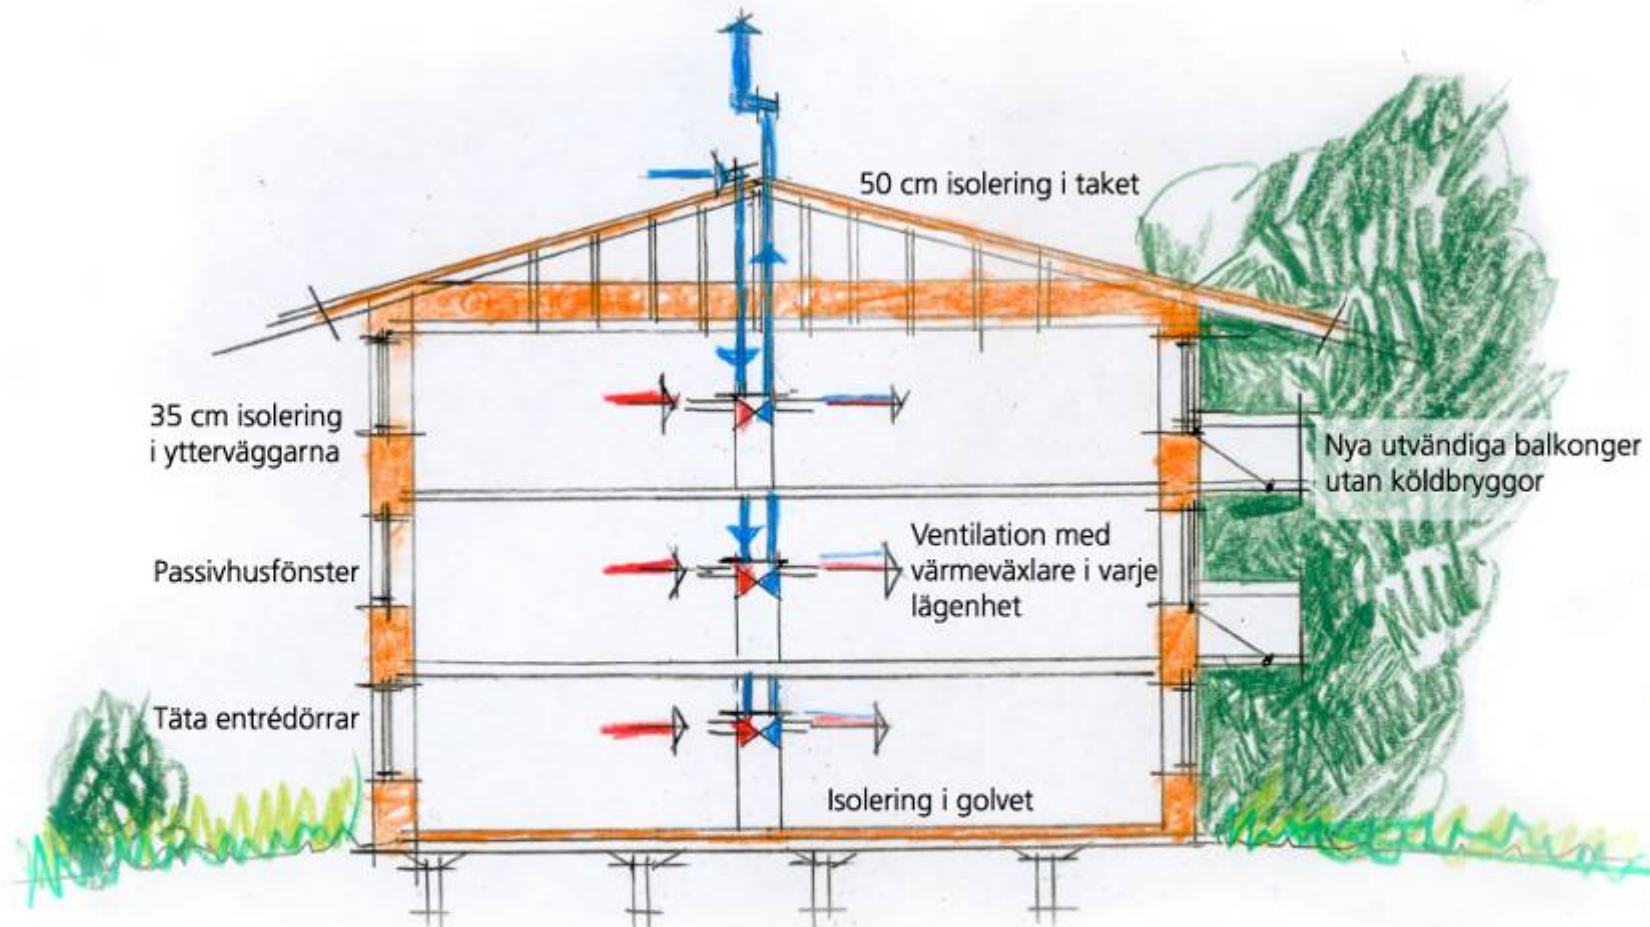 50 cm isolering i taket
35 cm isolering
i ytterväggarna
Nya utvändiga balkonger
utan köldbryggor
Ventilation med
värmeväxlare i varje
lägenhet
Passivhusfönster
Täta entrédörrar
Isolering i golvet